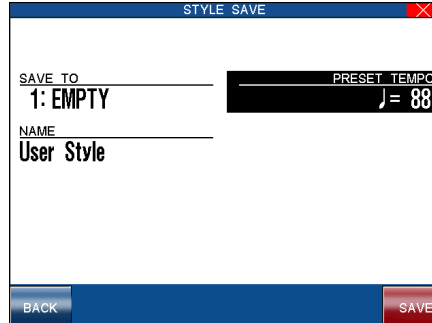 STYLE SAVE
SAVE TO
PRESET TEMPO
1: EMPTY
♩= 88
NAME
User Style
BACK
SAVE